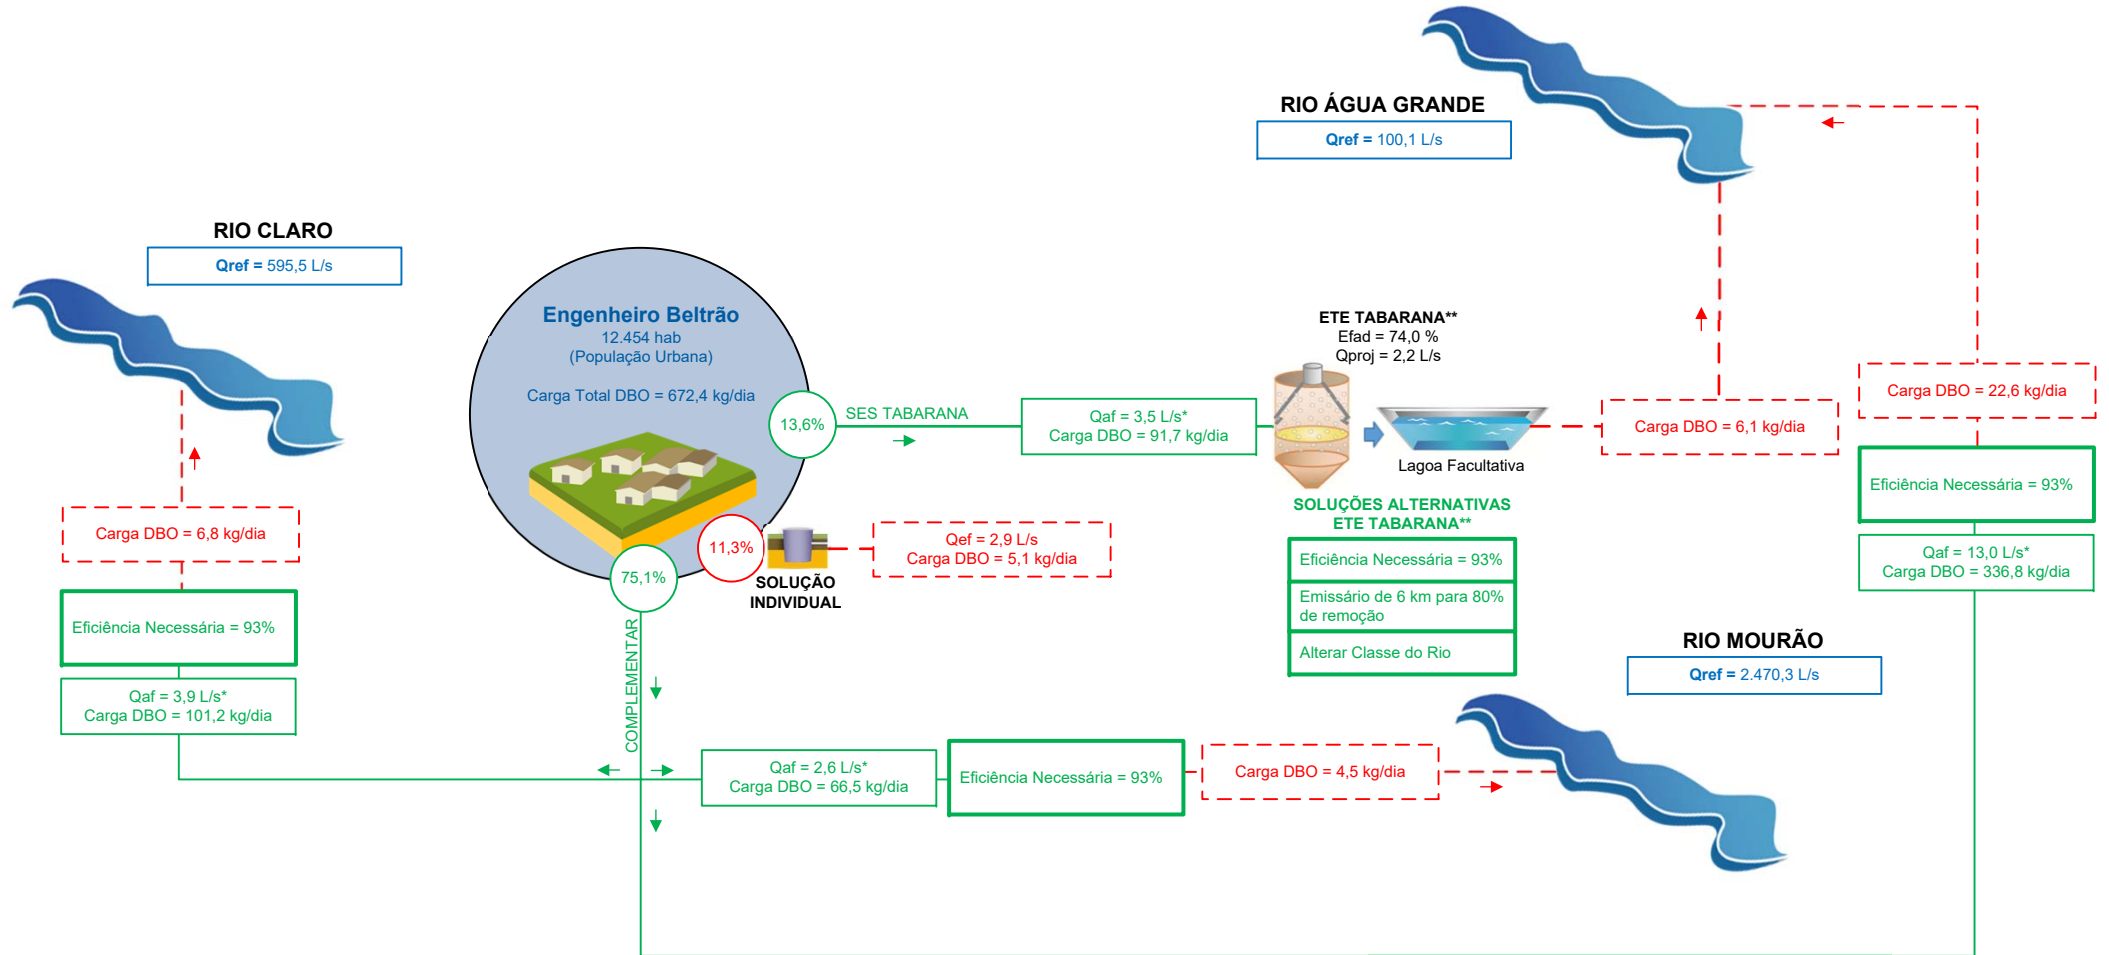 RIO ÁGUA GRANDE
Qref = 100,1 L/s
RIO CLARO
Qref = 595,5 L/s
Engenheiro Beltrão
12.454 hab
(População Urbana)
Carga Total DBO = 672,4 kg/dia
13,6%
11,3%
75,1%
SES TABARANA
Qaf = 3,5 L/s*
Carga DBO = 91,7 kg/dia
ETE TABARANA**
Efad = 74,0 %
Qproj = 2,2 L/s
Lagoa Facultativa
Carga DBO = 6,1 kg/dia
Carga DBO = 22,6 kg/dia
Eficiência Necessária = 93%
Qaf = 13,0 L/s*
Carga DBO = 336,8 kg/dia
SOLUÇÕES ALTERNATIVAS
ETE TABARANA**
Eficiência Necessária = 93%
Emissário de 6 km para 80%
de remoção
Alterar Classe do Rio
SOLUÇÃO
INDIVIDUAL
Qef = 2,9 L/s
Carga DBO = 5,1 kg/dia
Carga DBO = 6,8 kg/dia
Eficiência Necessária = 93%
Qaf = 3,9 L/s*
Carga DBO = 101,2 kg/dia
COMPLEMENTAR
Qaf = 2,6 L/s*
Carga DBO = 66,5 kg/dia
Eficiência Necessária = 93%
Carga DBO = 4,5 kg/dia
RIO MOURÃO
Qref = 2.470,3 L/s